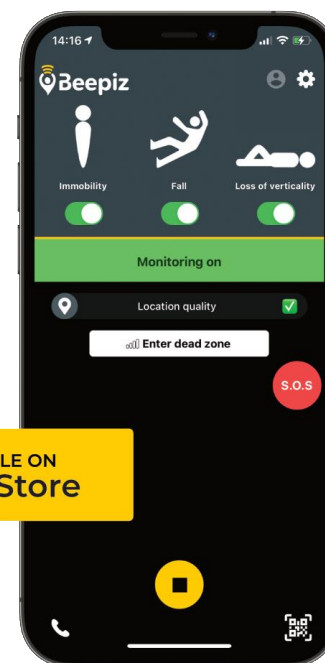 14:16
Beepiz
Immobility
Fall
Loss of verticality
Monitoring on
Location quality
Enter dead zone
S.O.S
LE ON
Store